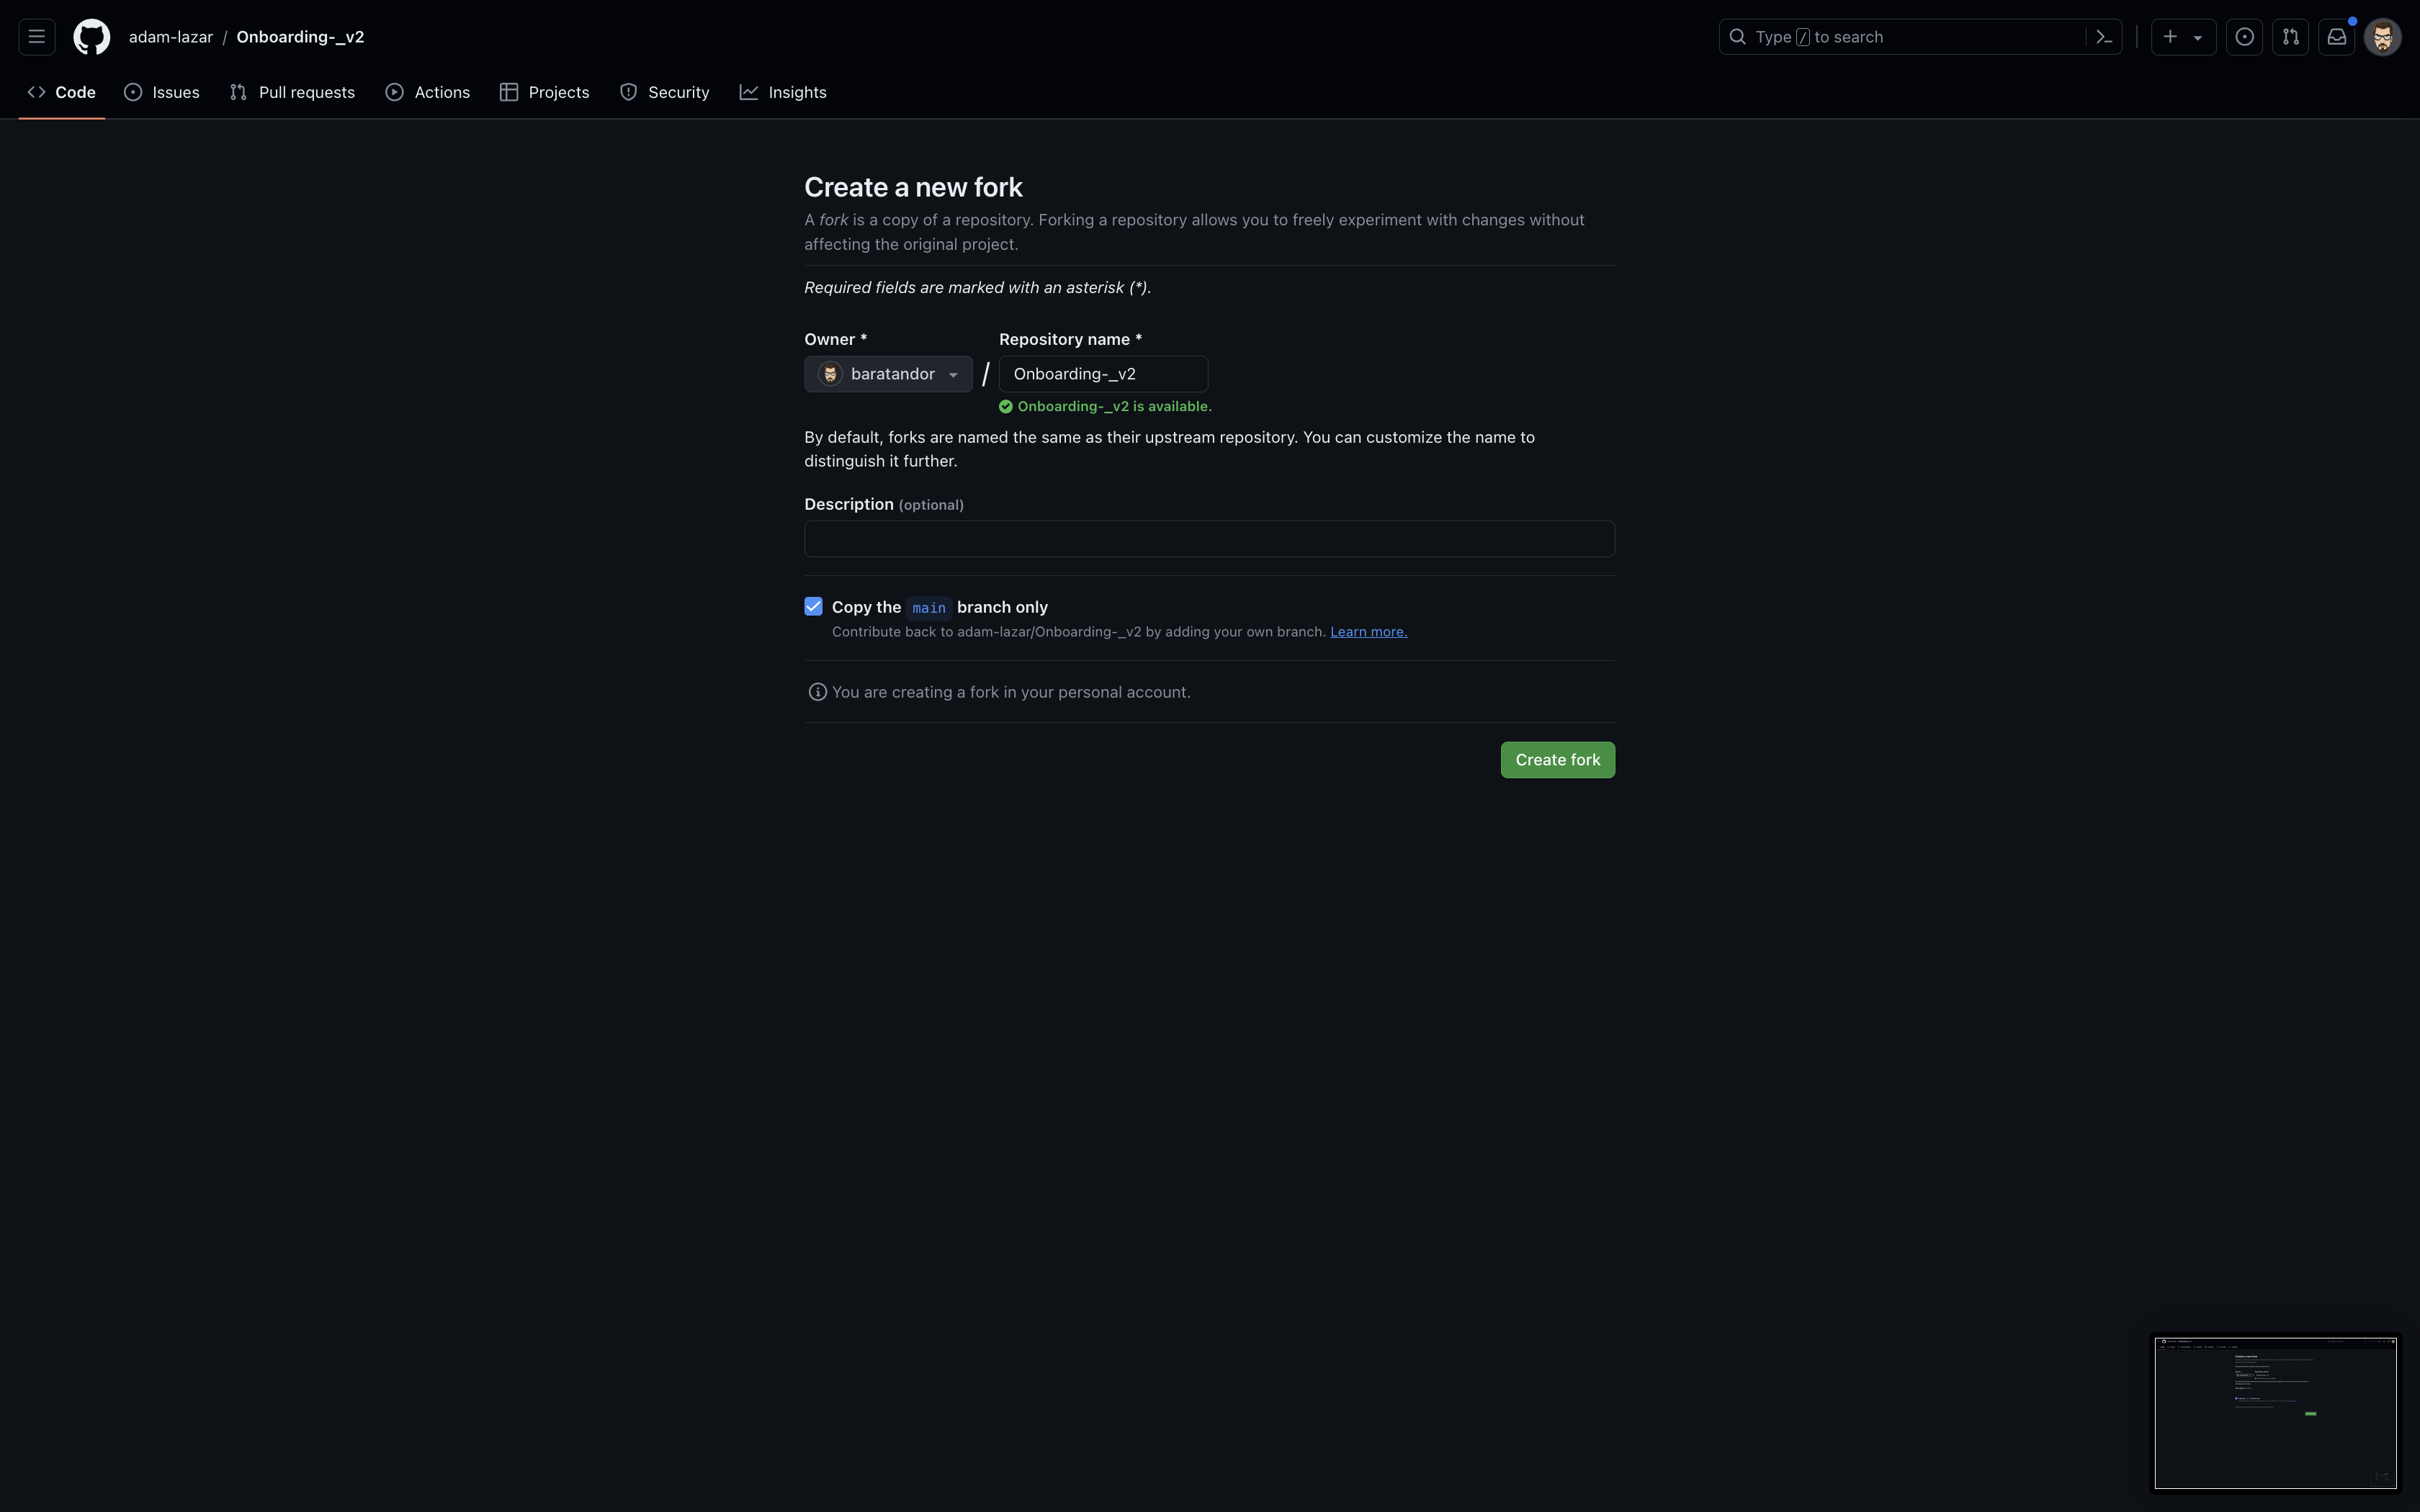 adam-lazar / Onboarding-_v2
Type / to search
Code Issues Pull requests Actions Projects Security Insights
Create a new fork
A fork is a copy of a repository. Forking a repository allows you to freely experiment with changes without
affecting the original project.
Required fields are marked with an asterisk (*).
Owner * Repository name *
baratandor / Onboarding-_v2
Onboarding-_v2 is available.
By default, forks are named the same as their upstream repository. You can customize the name to
distinguish it further.
Description (optional)
Copy the main branch only
Contribute back to adam-lazar/Onboarding-_v2 by adding your own branch. Learn more.
You are creating a fork in your personal account.
Create fork